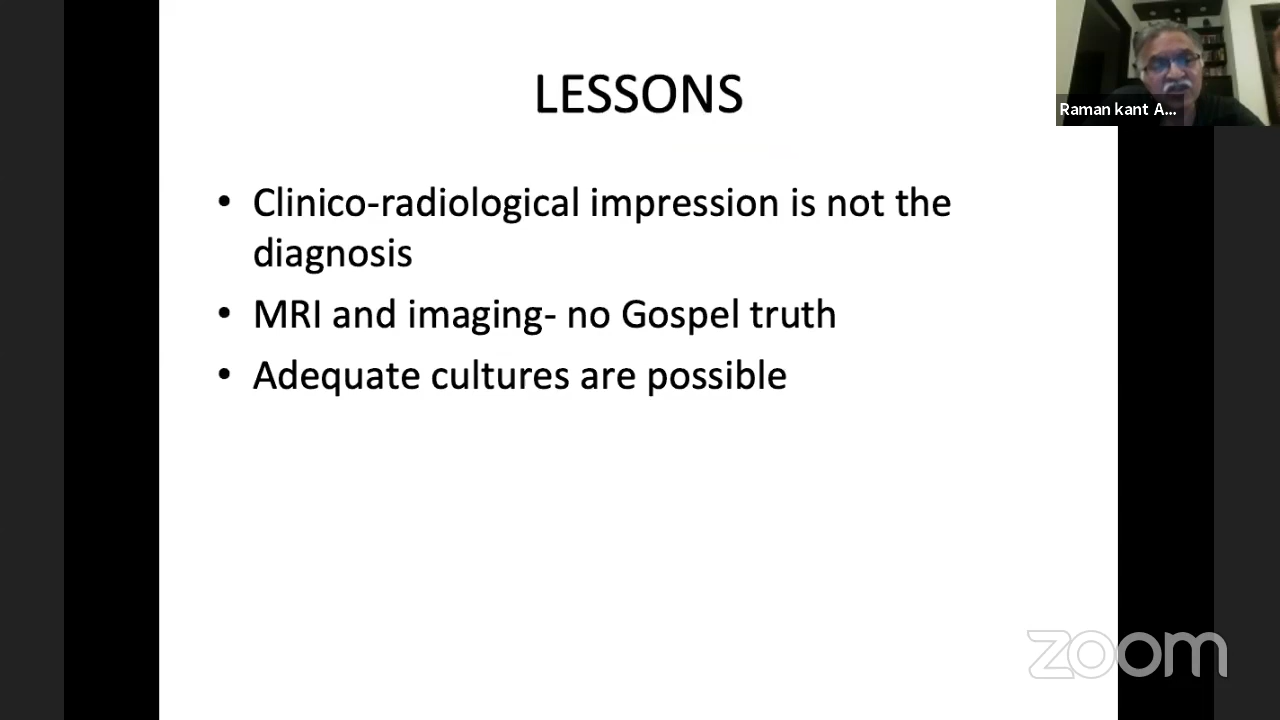 LESSONS
Raman kant A...
• Clinico-radiological impression is not the
diagnosis
• MRI and imaging- no Gospel truth
• Adequate cultures are possible
zoom